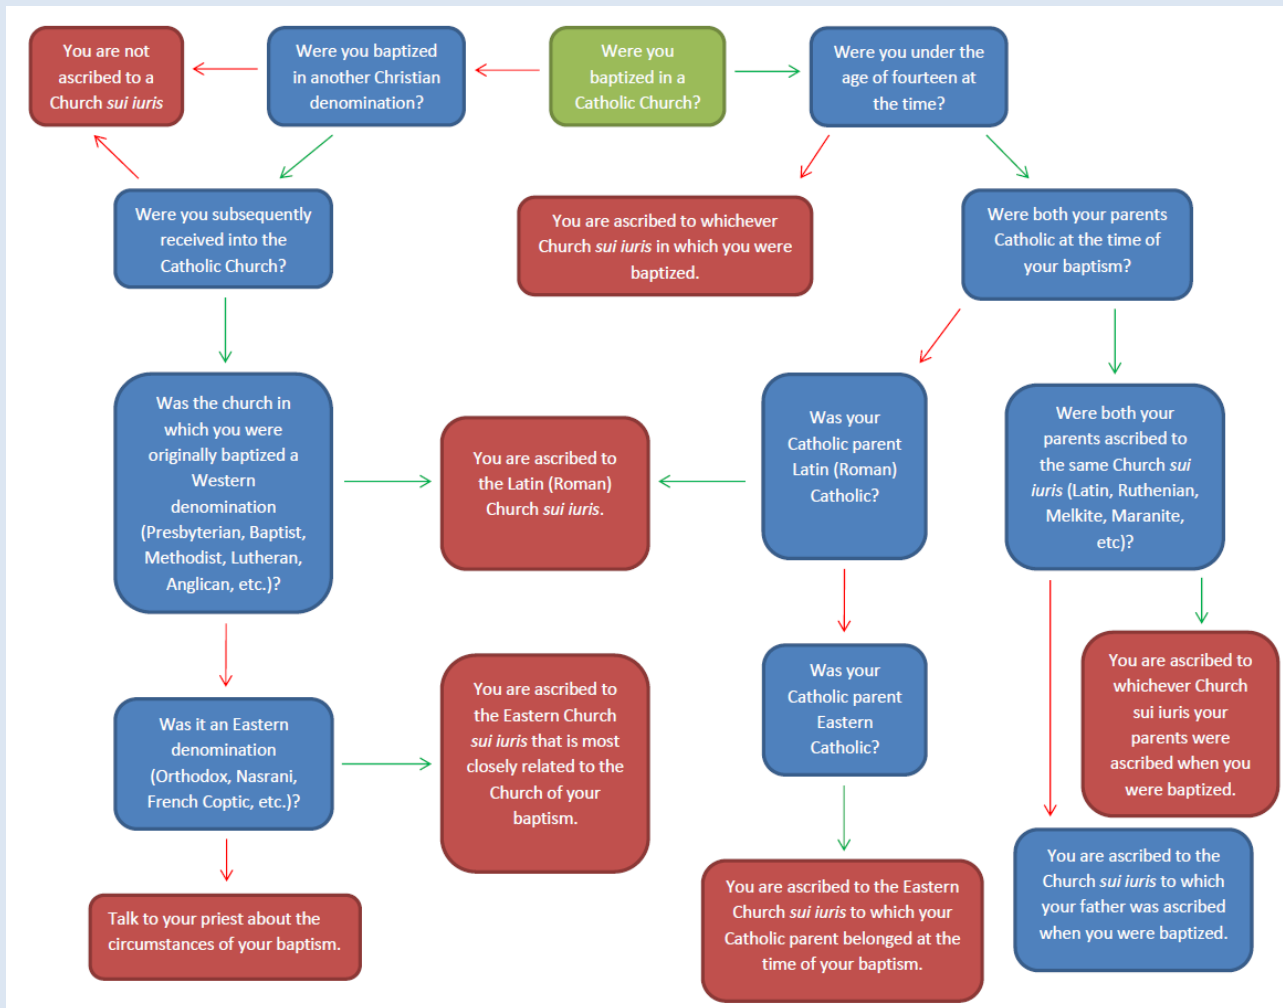 You are not
ascribed to a
Church sui iuris
Were you baptized
in another Christian
denomination?
Were you
baptized in a
Catholic Church?
Were you under the
age of fourteen at
the time?
Were you subsequently
received into the
Catholic Church?
You are ascribed to whichever
Church sui iuris in which you were
baptized.
Were both your parents
Catholic at the time of
your baptism?
Was the church in
which you were
originally baptized a
Western
denomination
(Presbyterian, Baptist,
Methodist, Lutheran,
Anglican, etc.)?
You are ascribed to
the Latin (Roman)
Church sui iuris.
Was your
Catholic parent
Latin (Roman)
Catholic?
Were both your
parents ascribed to
the same Church sui
iuris (Latin, Ruthenian,
Melkite, Maranite,
etc)?
Was it an Eastern
denomination
(Orthodox, Nasrani,
French Coptic, etc.)?
You are ascribed to
the Eastern Church
sui iuris that is most
closely related to the
Church of your
baptism.
Was your
Catholic parent
Eastern
Catholic?
You are ascribed to
whichever Church
sui iuris your
parents were
ascribed when you
were baptized.
Talk to your priest about the
circumstances of your baptism.
You are ascribed to the Eastern
Church sui iuris to which your
Catholic parent belonged at the
time of your baptism.
You are ascribed to the
Church sui iuris to which
your father was ascribed
when you were baptized.